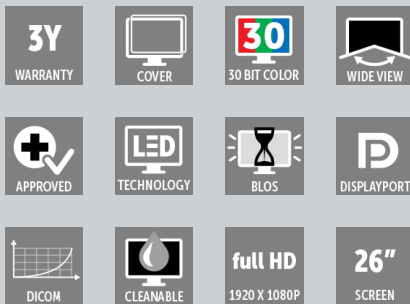 3Y
WARRANTY
COVER
30
30 BIT COLOR
WIDE VIEW
APPROVED
LED
TECHNOLOGY
BLOS
DISPLAYPORT
DICOM
CLEANABLE
full HD
1920 X 1080P
26"
SCREEN